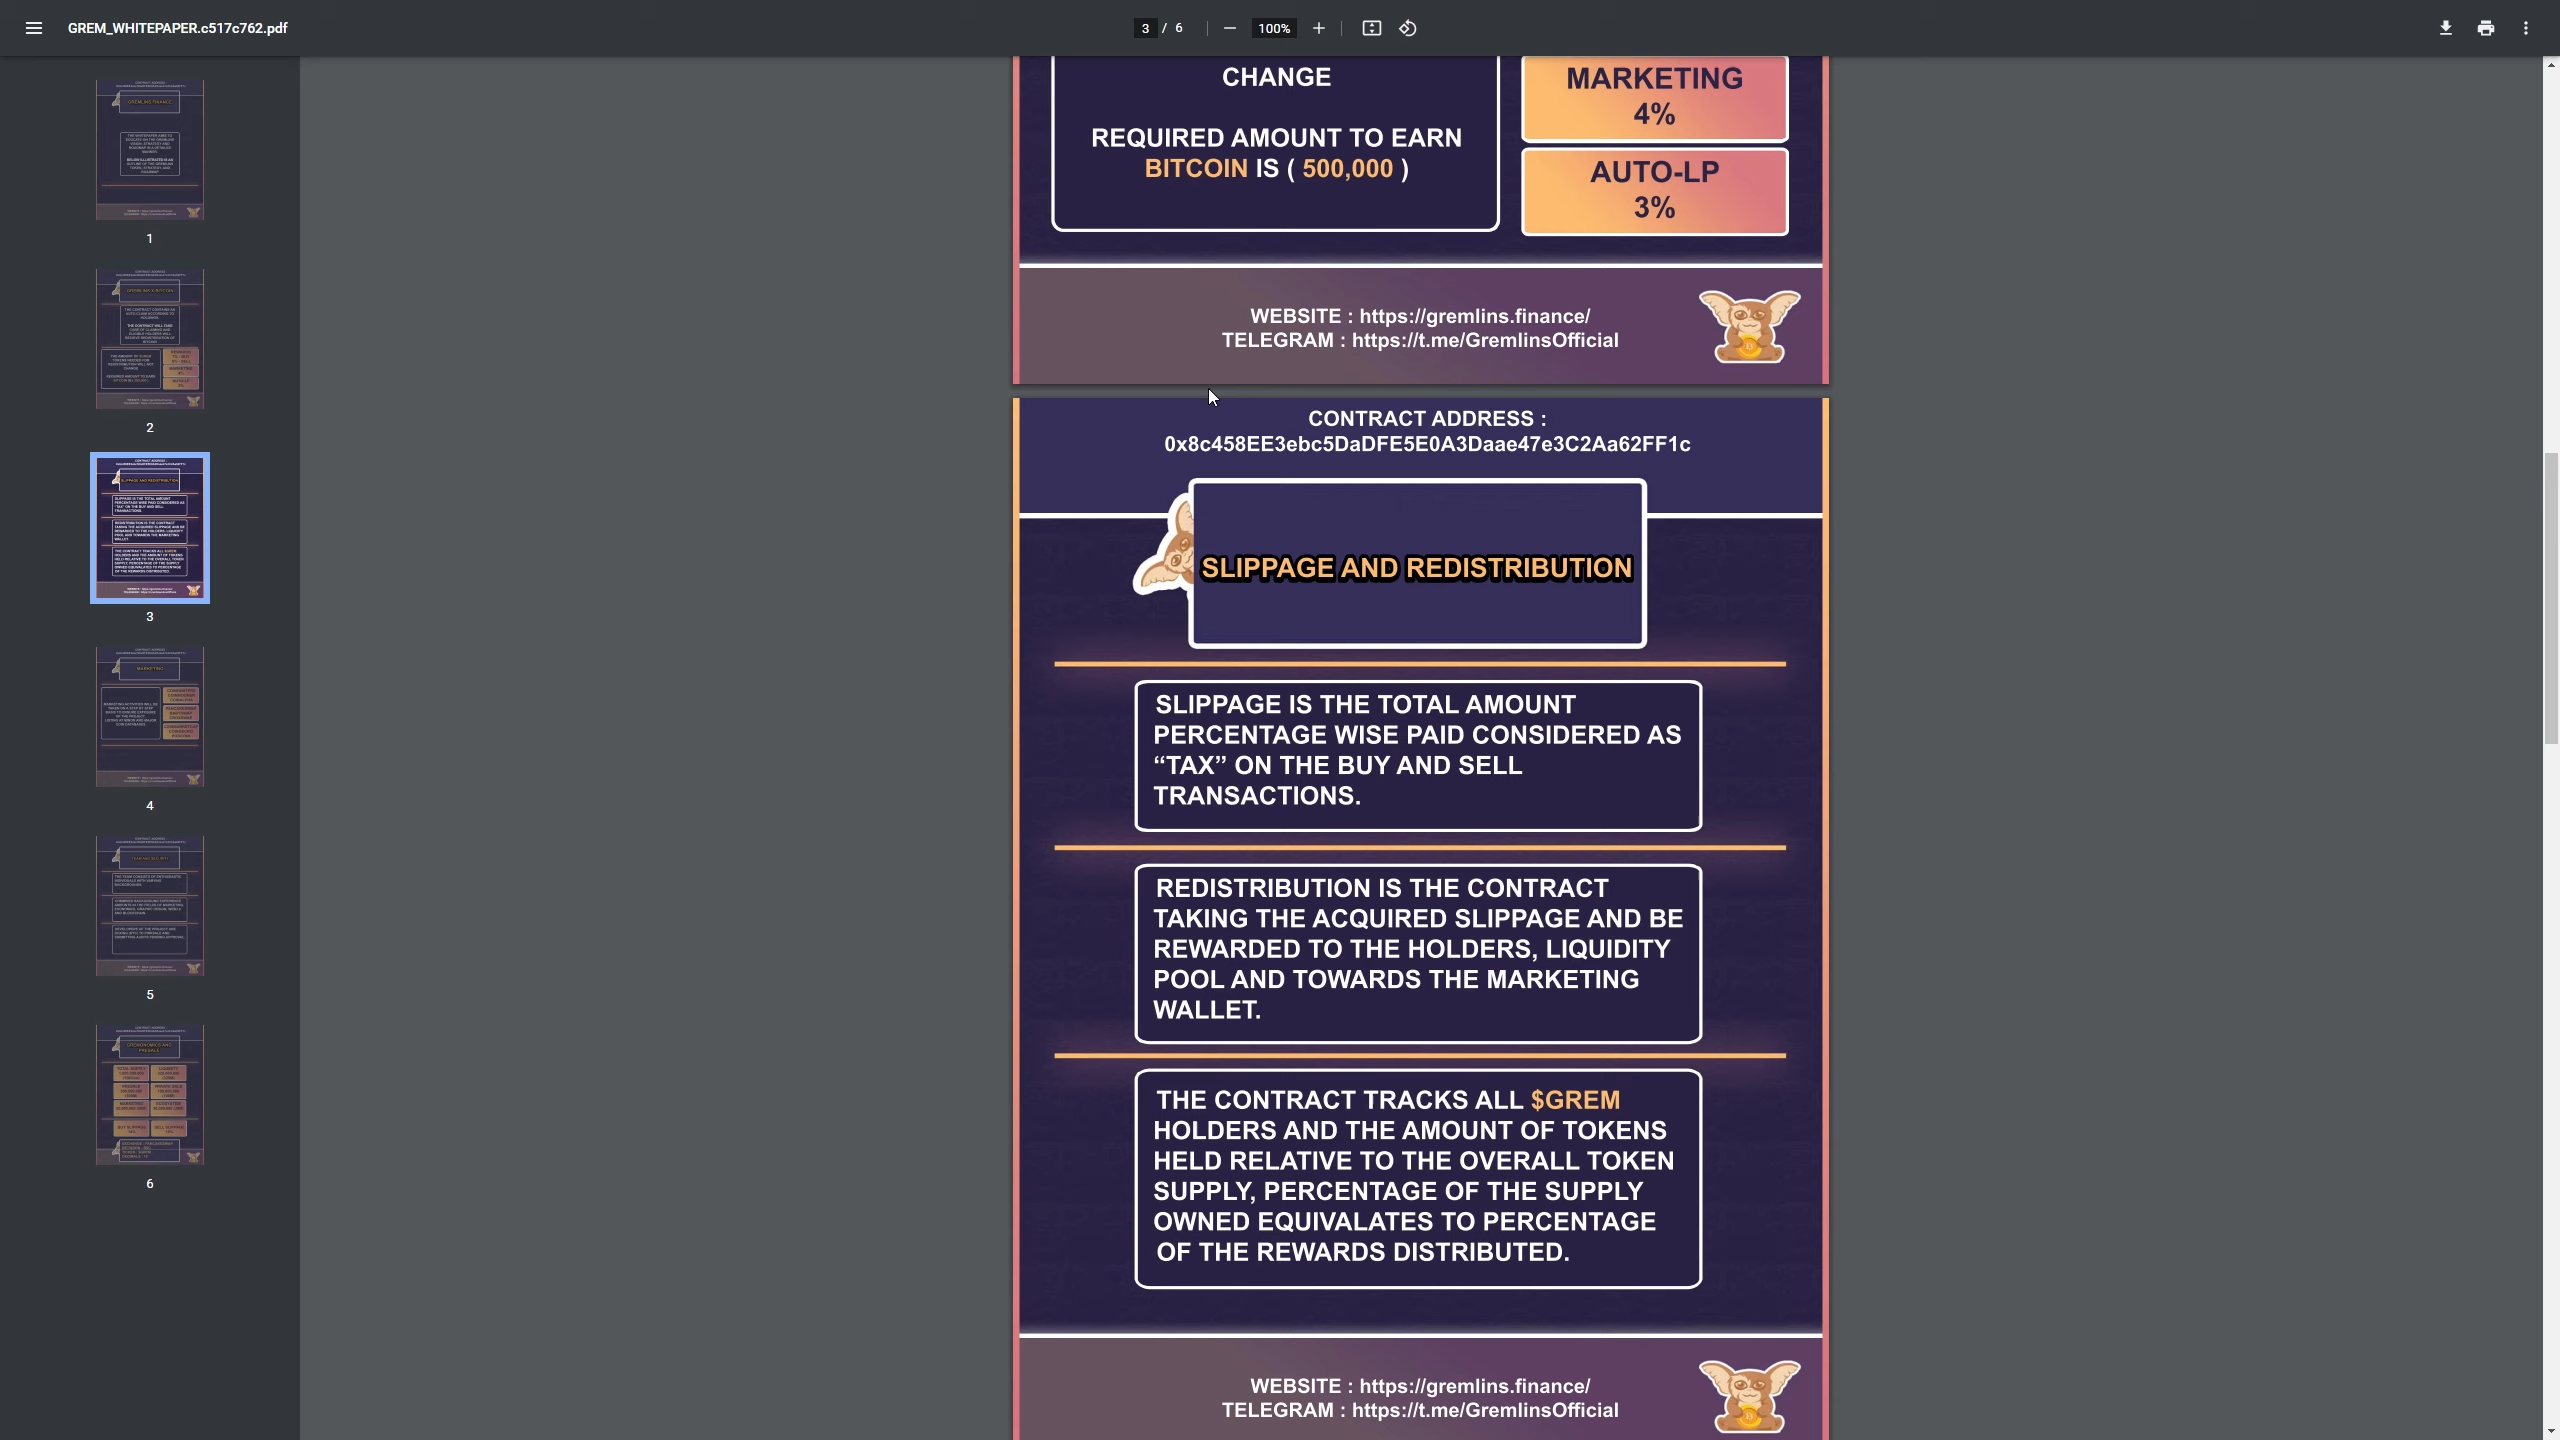 GREM_WHITEPAPER.c517c762.pdf
3 / 6
100%
1
2
3
4
5
6
CHANGE
REQUIRED AMOUNT TO EARN
BITCOIN IS ( 500,000 )
MARKETING
4%
AUTO-LP
3%
WEBSITE : https://gremlins.finance/
TELEGRAM : https://t.me/GremlinsOfficial
CONTRACT ADDRESS :
0x8c458EE3ebc5DaDFE5E0A3Daae47e3C2Aa62FF1c
SLIPPAGE AND REDISTRIBUTION
SLIPPAGE IS THE TOTAL AMOUNT
PERCENTAGE WISE PAID CONSIDERED AS
“TAX” ON THE BUY AND SELL
TRANSACTIONS.
REDISTRIBUTION IS THE CONTRACT
TAKING THE ACQUIRED SLIPPAGE AND BE
REWARDED TO THE HOLDERS, LIQUIDITY
POOL AND TOWARDS THE MARKETING
WALLET.
THE CONTRACT TRACKS ALL $GREM
HOLDERS AND THE AMOUNT OF TOKENS
HELD RELATIVE TO THE OVERALL TOKEN
SUPPLY, PERCENTAGE OF THE SUPPLY
OWNED EQUIVALATES TO PERCENTAGE
OF THE REWARDS DISTRIBUTED.
WEBSITE : https://gremlins.finance/
TELEGRAM : https://t.me/GremlinsOfficial